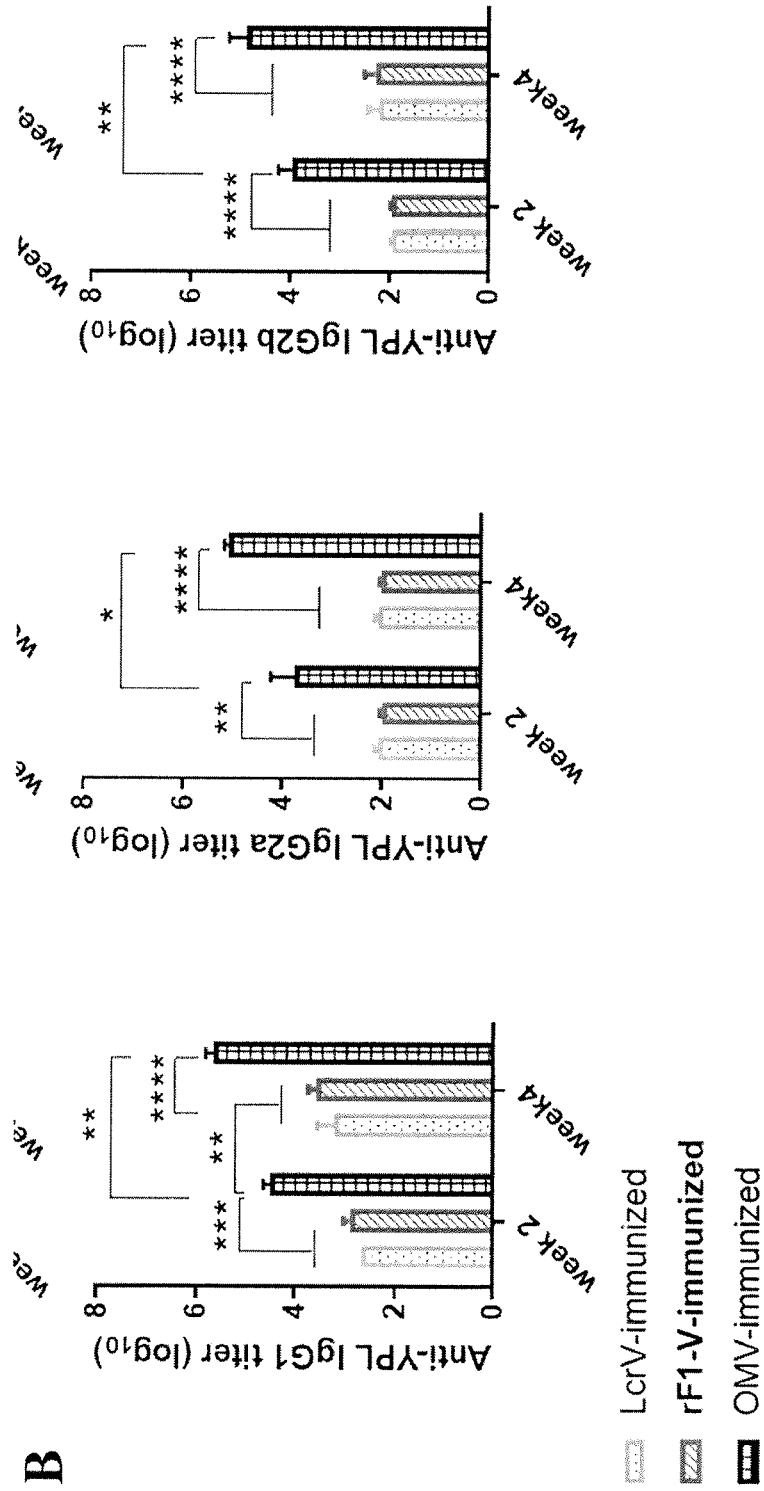 B
Anti-YPL IgG1 titer (log10)
8
6
4
2
0
**
****
**
***
week 2
week4
Anti-YPL IgG2a titer (log10)
8
6
4
2
0
*
****
**
week 2
week4
week
Anti-YPL IgG2b titer (log10)
8
6
4
2
0
**
****
****
week 2
week4
LcrV-immunized
rF1-V-immunized
OMV-immunized